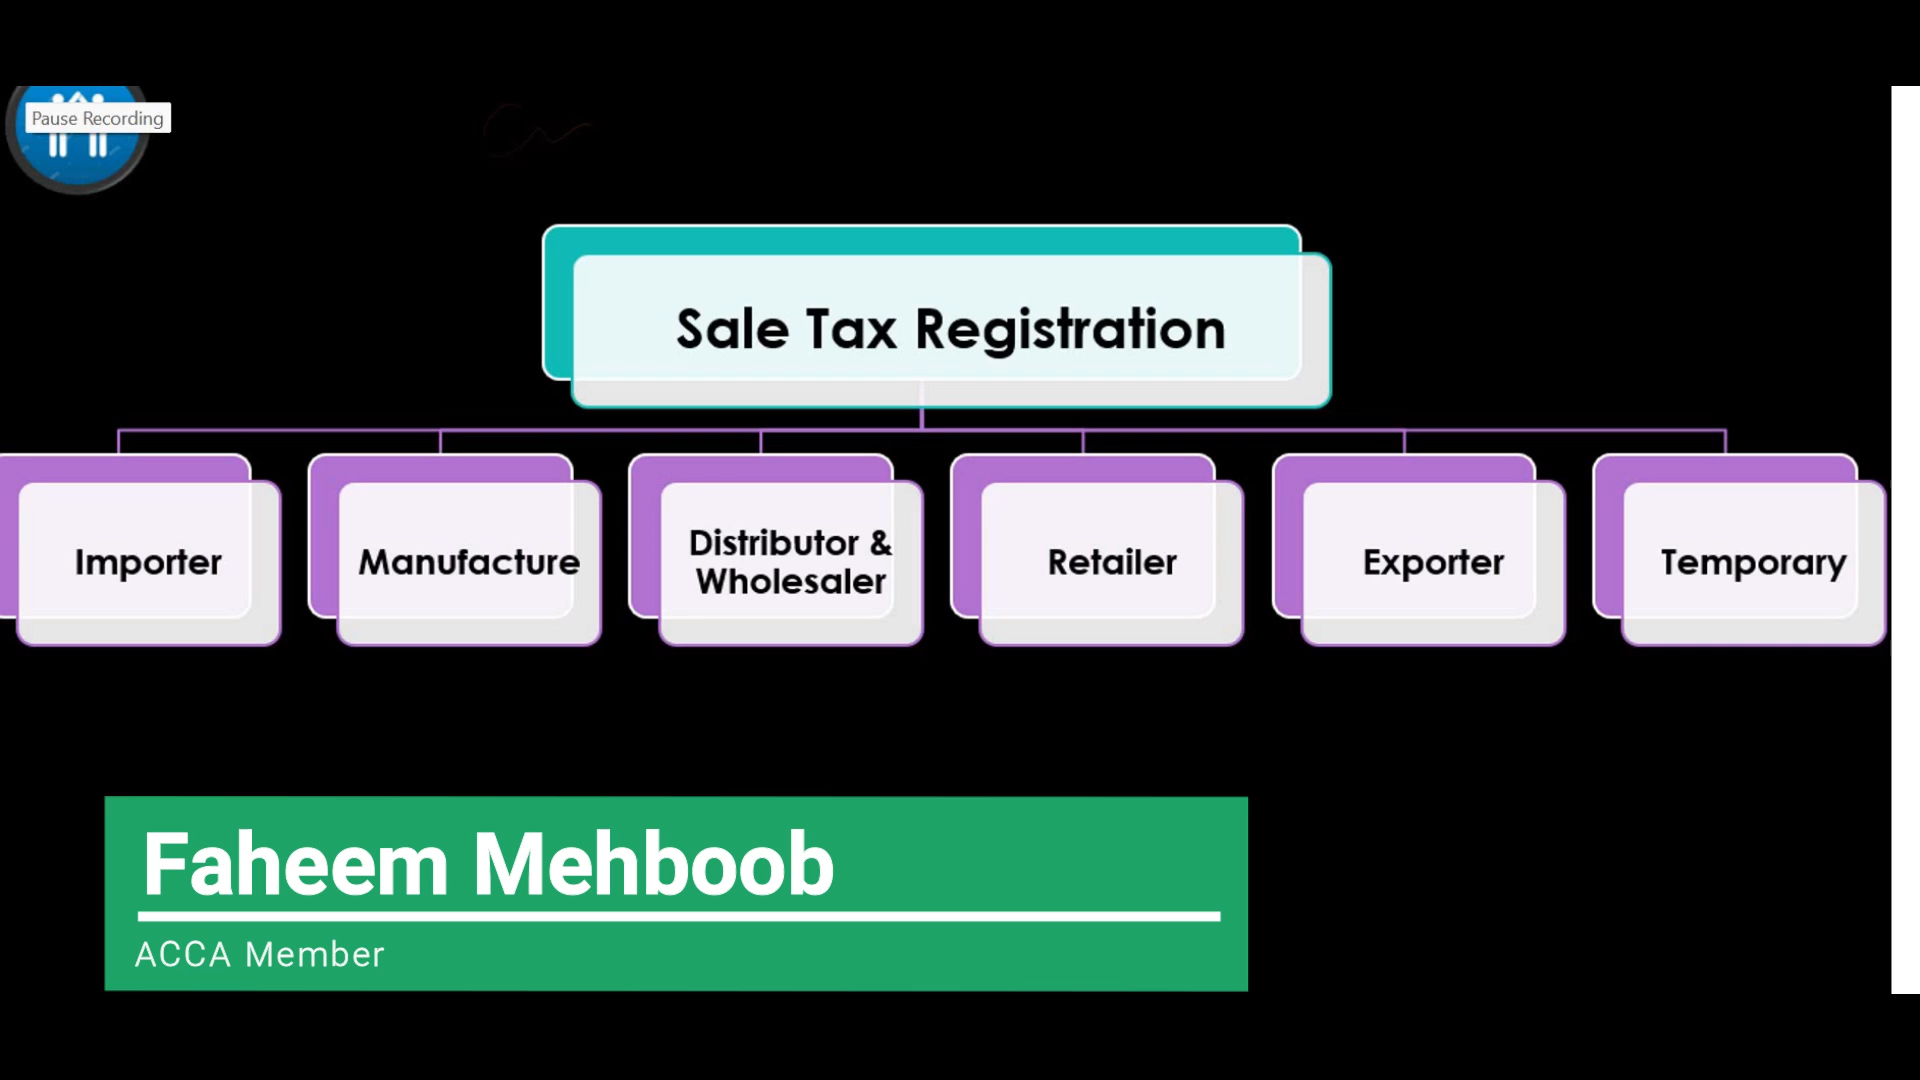 Pause Recording
Sale Tax Registration
Importer
Manufacture
Distributor &
Wholesaler
Retailer
Exporter
Temporary
Faheem Mehboob
ACCA Member